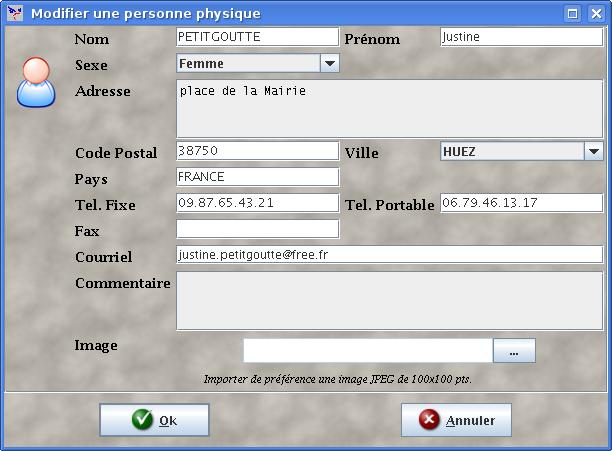 Modifier une personne physique
Nom PETITGOUTTE Prénom Justine
Sexe Femme
Adresse place de la Mairie
Code Postal 38750 Ville HUEZ
Pays FRANCE
Tel. Fixe 09.87.65.43.21 Tel. Portable 06.79.46.13.17
Fax
Courriel justine.petitgoutte@free.fr
Commentaire
Image ...
Importer de préférence une image JPEG de 100x100 pts.
Ok Annuler